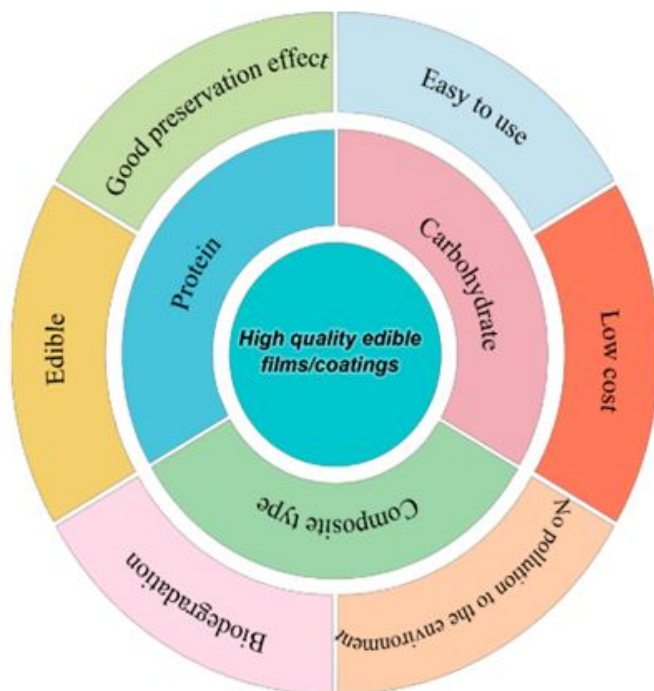 Good preservation effect
Easy to use
Low cost
No pollution to the environment
Biodegradation
Edible
Protein
Carbohydrate
Composite type
High quality edible
films/coatings